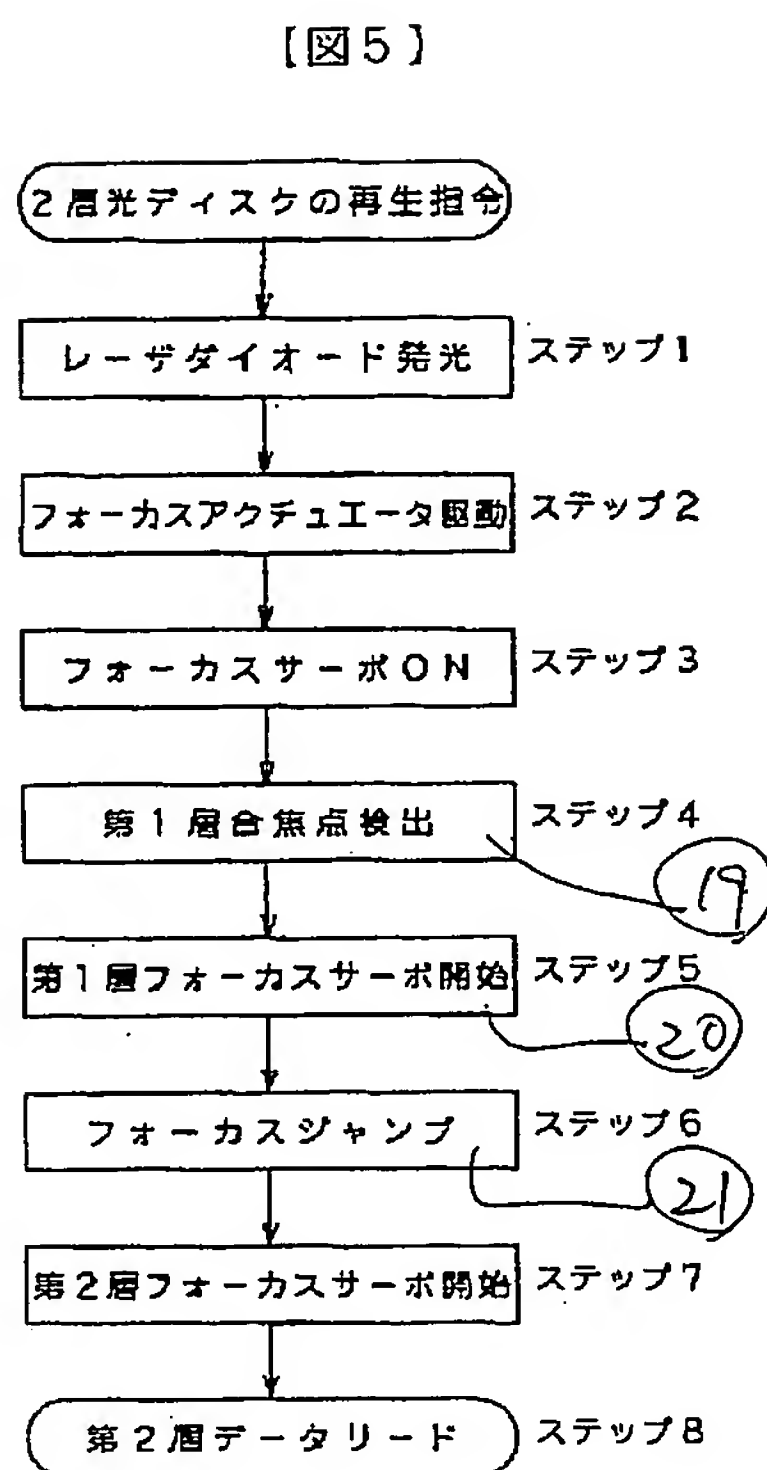 【図5】
2層光ディスクの再生指令
レーザダイオード発光 ステップ1
フォーカスアクチュエータ駆動 ステップ2
フォーカスサーボON ステップ3
第1層合焦点検出 ステップ4
19
第1層フォーカスサーボ開始 ステップ5
20
フォーカスジャンプ ステップ6
21
第2層フォーカスサーボ開始 ステップ7
第2層データリード ステップ8